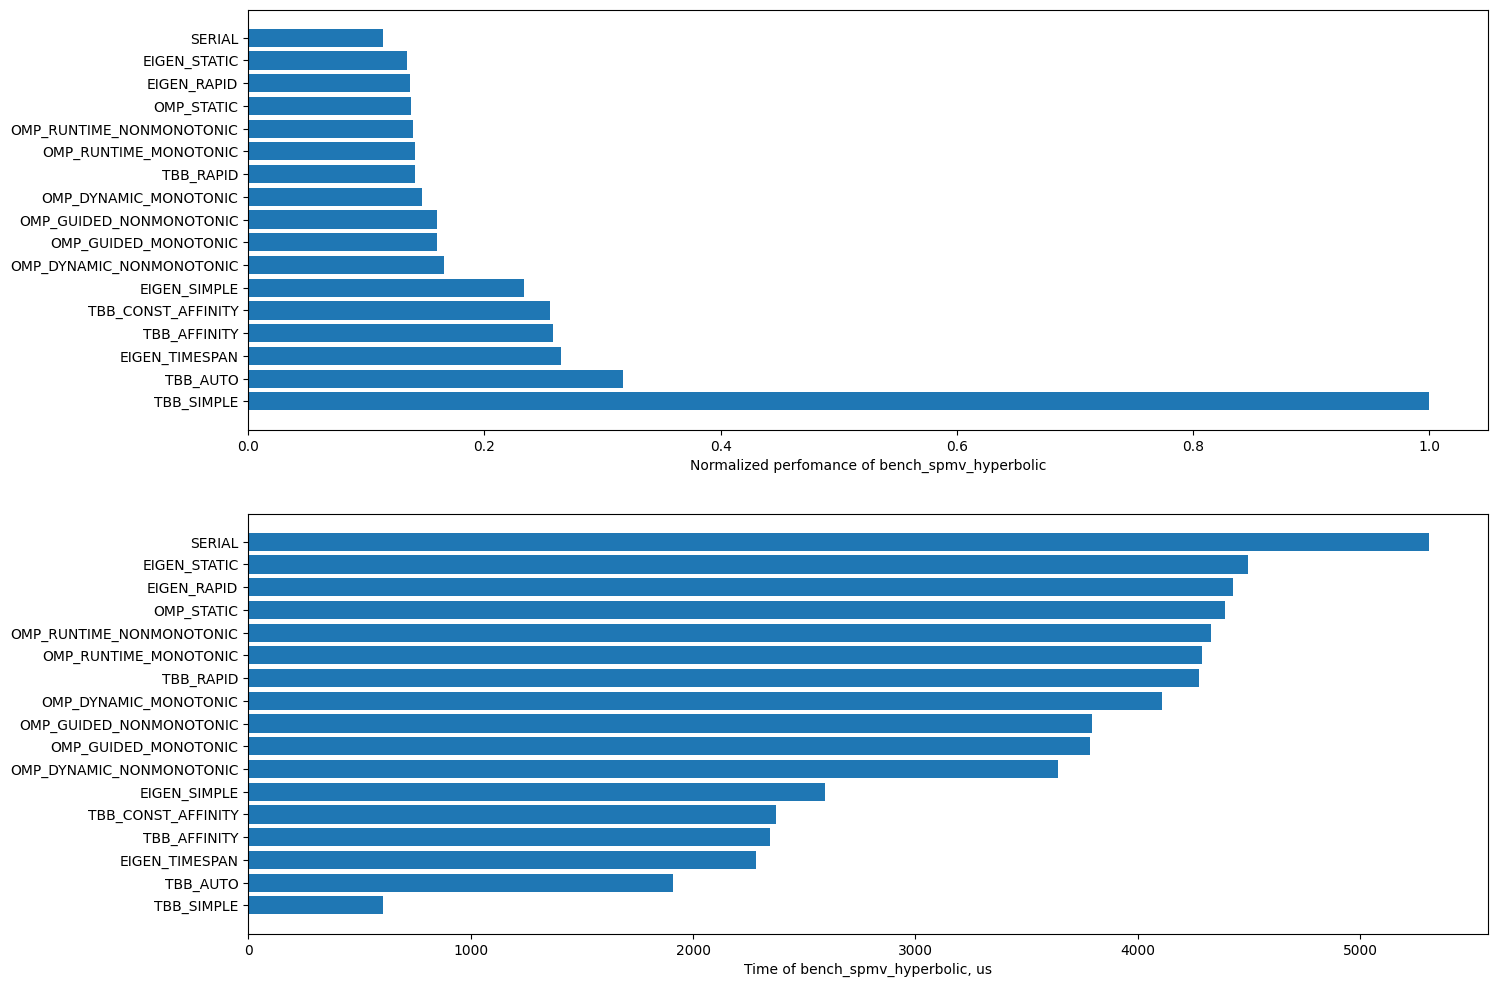 SERIAL
EIGEN_STATIC
EIGEN_RAPID
OMP_STATIC
OMP_RUNTIME_NONMONOTONIC
OMP_RUNTIME_MONOTONIC
TBB_RAPID
OMP_DYNAMIC_MONOTONIC
OMP_GUIDED_NONMONOTONIC
OMP_GUIDED_MONOTONIC
OMP_DYNAMIC_NONMONOTONIC
EIGEN_SIMPLE
TBB_CONST_AFFINITY
TBB_AFFINITY
EIGEN_TIMESPAN
TBB_AUTO
TBB_SIMPLE
0.0 0.2 0.4 0.6 0.8 1.0
Normalized perfomance of bench_spmv_hyperbolic
SERIAL
EIGEN_STATIC
EIGEN_RAPID
OMP_STATIC
OMP_RUNTIME_NONMONOTONIC
OMP_RUNTIME_MONOTONIC
TBB_RAPID
OMP_DYNAMIC_MONOTONIC
OMP_GUIDED_NONMONOTONIC
OMP_GUIDED_MONOTONIC
OMP_DYNAMIC_NONMONOTONIC
EIGEN_SIMPLE
TBB_CONST_AFFINITY
TBB_AFFINITY
EIGEN_TIMESPAN
TBB_AUTO
TBB_SIMPLE
0 1000 2000 3000 4000 5000
Time of bench_spmv_hyperbolic, us